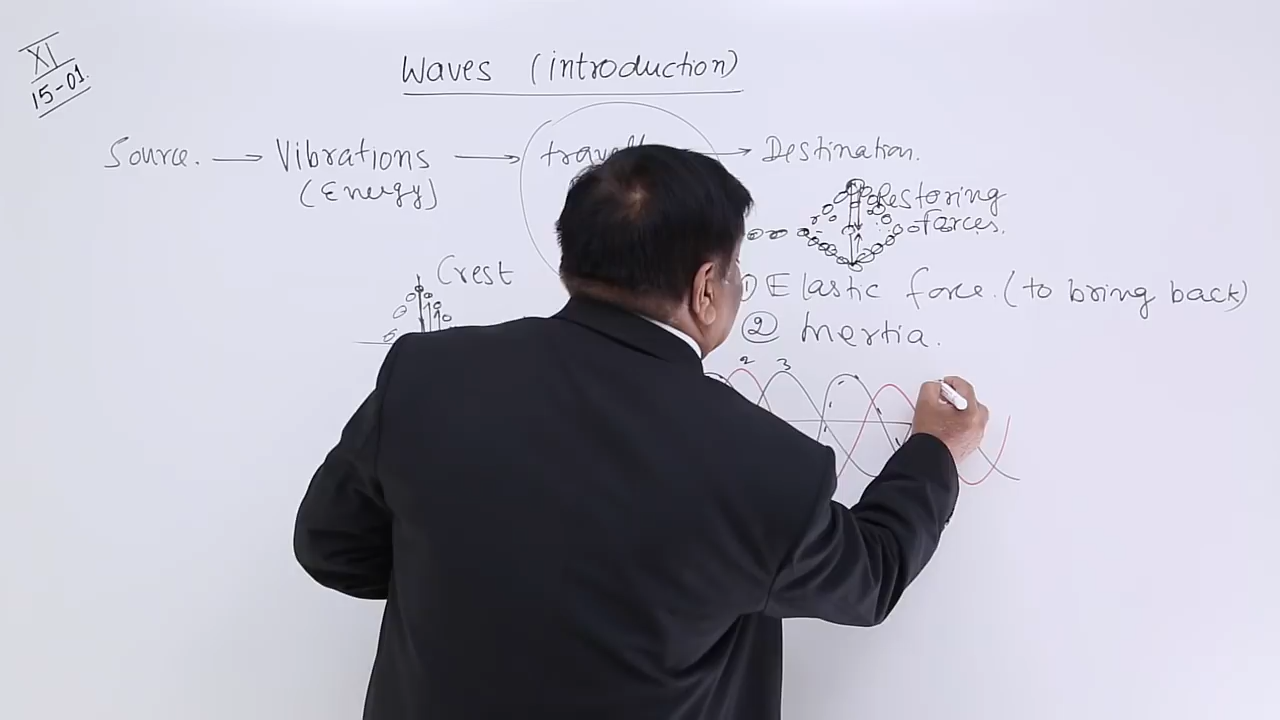 XI
15-01.
Waves (introduction)
Source. → Vibrations → travell → Destination.
(Energy)
Restoring
forces.
Crest
① Elastic force. (to bring back)
② Inertia.
2 3